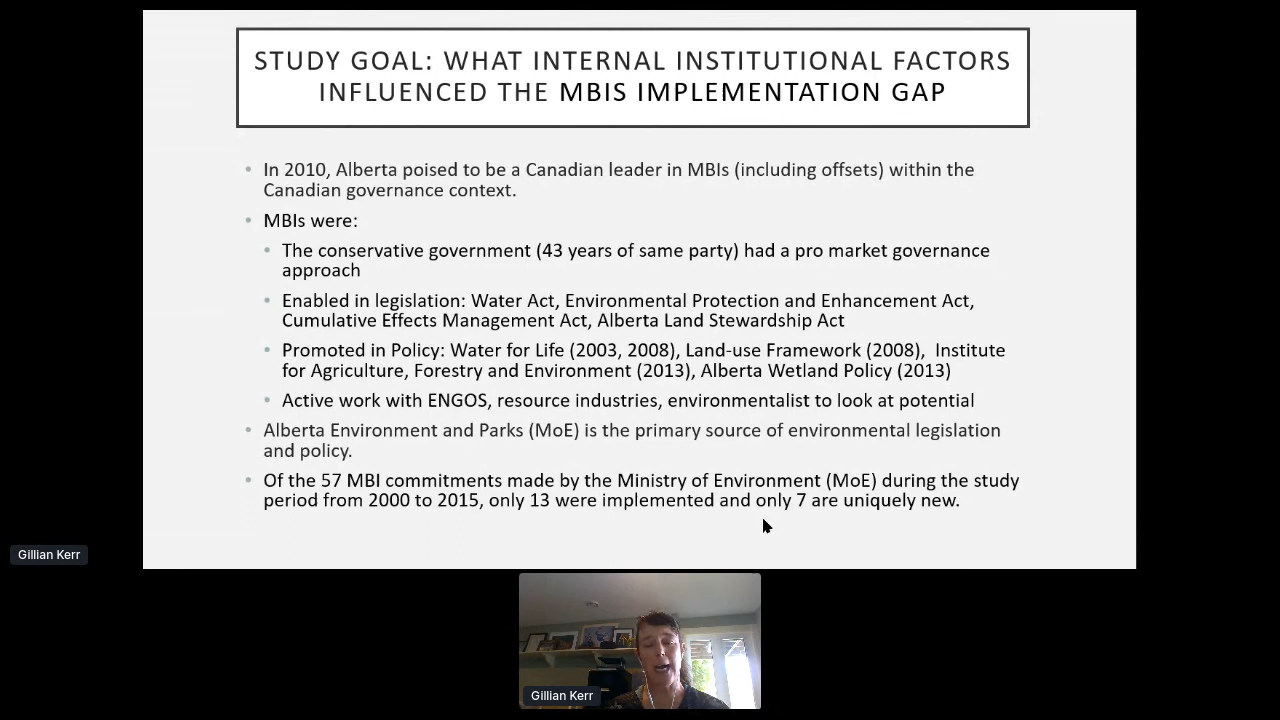 STUDY GOAL: WHAT INTERNAL INSTITUTIONAL FACTORS
INFLUENCED THE MBIS IMPLEMENTATION GAP
• In 2010, Alberta poised to be a Canadian leader in MBIs (including offsets) within the
Canadian governance context.
• MBIs were:
• The conservative government (43 years of same party) had a pro market governance
approach
• Enabled in legislation: Water Act, Environmental Protection and Enhancement Act,
Cumulative Effects Management Act, Alberta Land Stewardship Act
• Promoted in Policy: Water for Life (2003, 2008), Land-use Framework (2008),  Institute
for Agriculture, Forestry and Environment (2013), Alberta Wetland Policy (2013)
• Active work with ENGOS, resource industries, environmentalist to look at potential
• Alberta Environment and Parks (MoE) is the primary source of environmental legislation
and policy.
• Of the 57 MBI commitments made by the Ministry of Environment (MoE) during the study
period from 2000 to 2015, only 13 were implemented and only 7 are uniquely new.
Gillian Kerr
Gillian Kerr